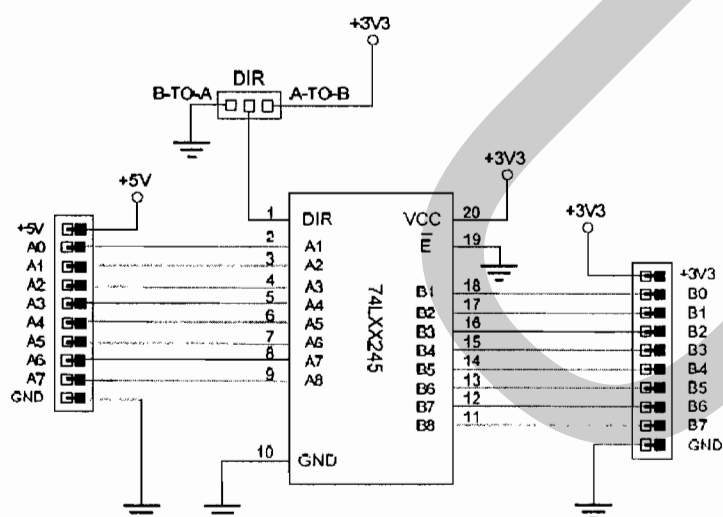 +3V3
DIR
B-TO-A
A-TO-B
+5V
+3V3
+3V3
+5V
A0
A1
A2
A3
A4
A5
A6
A7
GND
1
2
3
4
5
6
7
8
9
10
DIR
A1
A2
A3
A4
A5
A6
A7
A8
GND
74LXX245
VCC
E
B1
B2
B3
B4
B5
B6
B7
B8
20
19
18
17
16
15
14
13
12
11
+3V3
B0
B1
B2
B3
B4
B5
B6
B7
GND